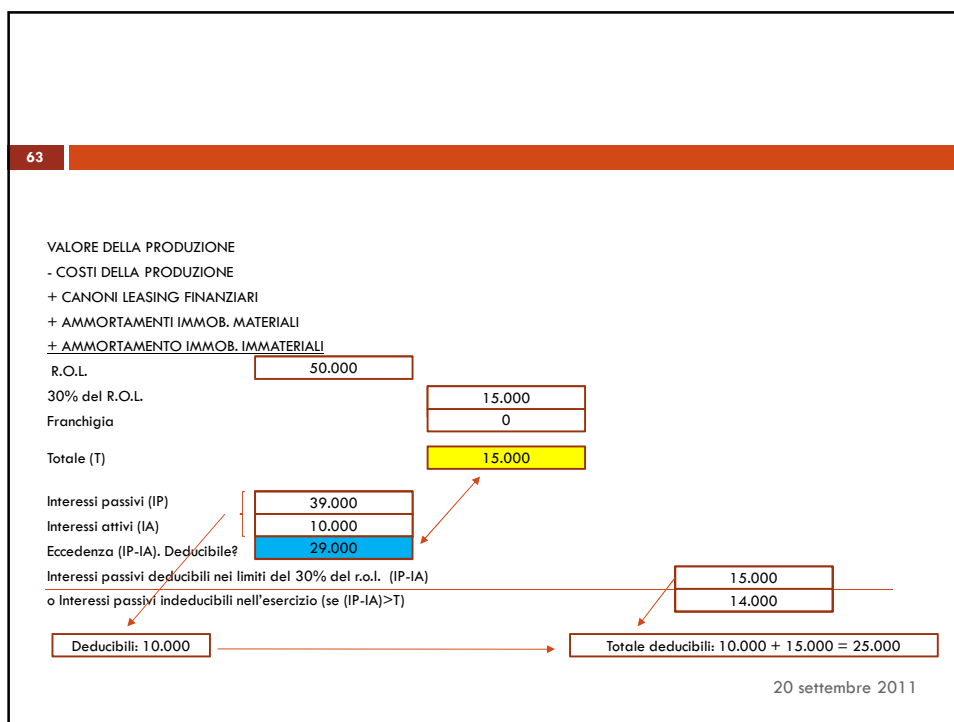 63
VALORE DELLA PRODUZIONE
- COSTI DELLA PRODUZIONE
+ CANONI LEASING FINANZIARI
+ AMMORTAMENTI IMMOB. MATERIALI
+ AMMORTAMENTO IMMOB. IMMATERIALI
R.O.L. 50.000
30% del R.O.L. 15.000
Franchigia 0
Totale (T) 15.000
Interessi passivi (IP) 39.000
Interessi attivi (IA) 10.000
Eccedenza (IP-IA). Deducibile? 29.000
Interessi passivi deducibili nei limiti del 30% del r.o.l. (IP-IA) 15.000
o Interessi passivi indeducibili nell'esercizio (se (IP-IA)>T) 14.000
Deducibili: 10.000 Totale deducibili: 10.000 + 15.000 = 25.000
20 settembre 2011